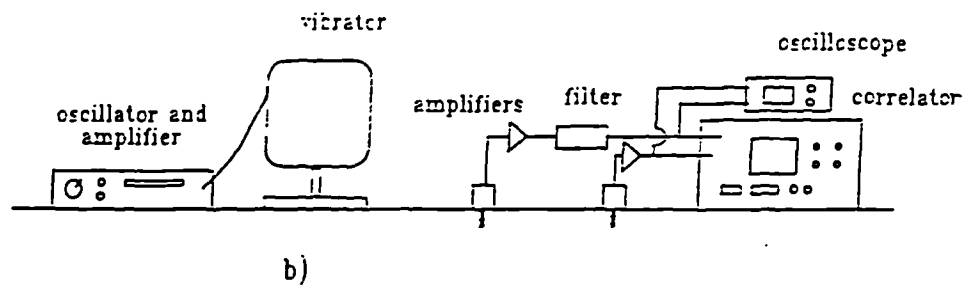 vibrator
oscilloscope
oscillator and
amplifier
amplifiers
filter
correlator
b)